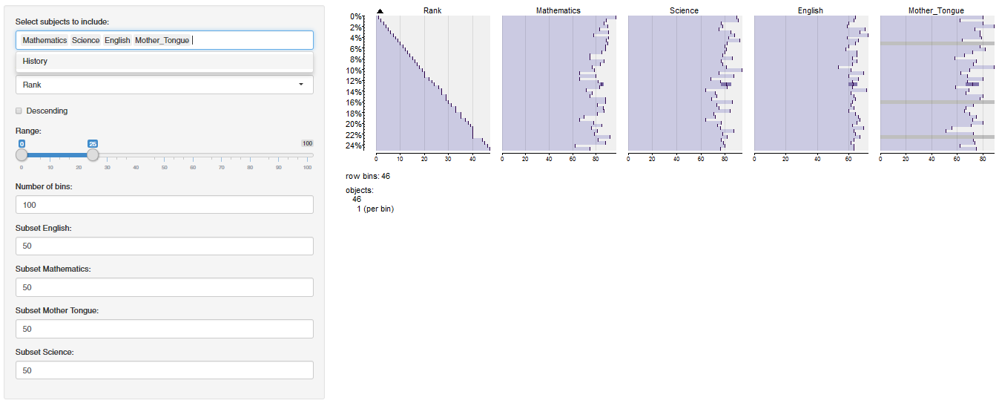 Select subjects to include:
Mathematics Science English Mother_Tongue
History
Rank
Descending
Range:
0 25 100
0 10 20 30 40 50 60 70 80 90 100
Number of bins:
100
Subset English:
50
Subset Mathematics:
50
Subset Mother Tongue:
50
Subset Science:
50
Rank Mathematics Science English Mother_Tongue
0%
2%
4%
6%
8%
10%
12%
14%
16%
18%
20%
22%
24%
0 10 20 30 40 0 20 40 60 80 0 20 40 60 80 0 20 40 60 0 20 40 60 80
row bins: 46
objects:
46
1 (per bin)